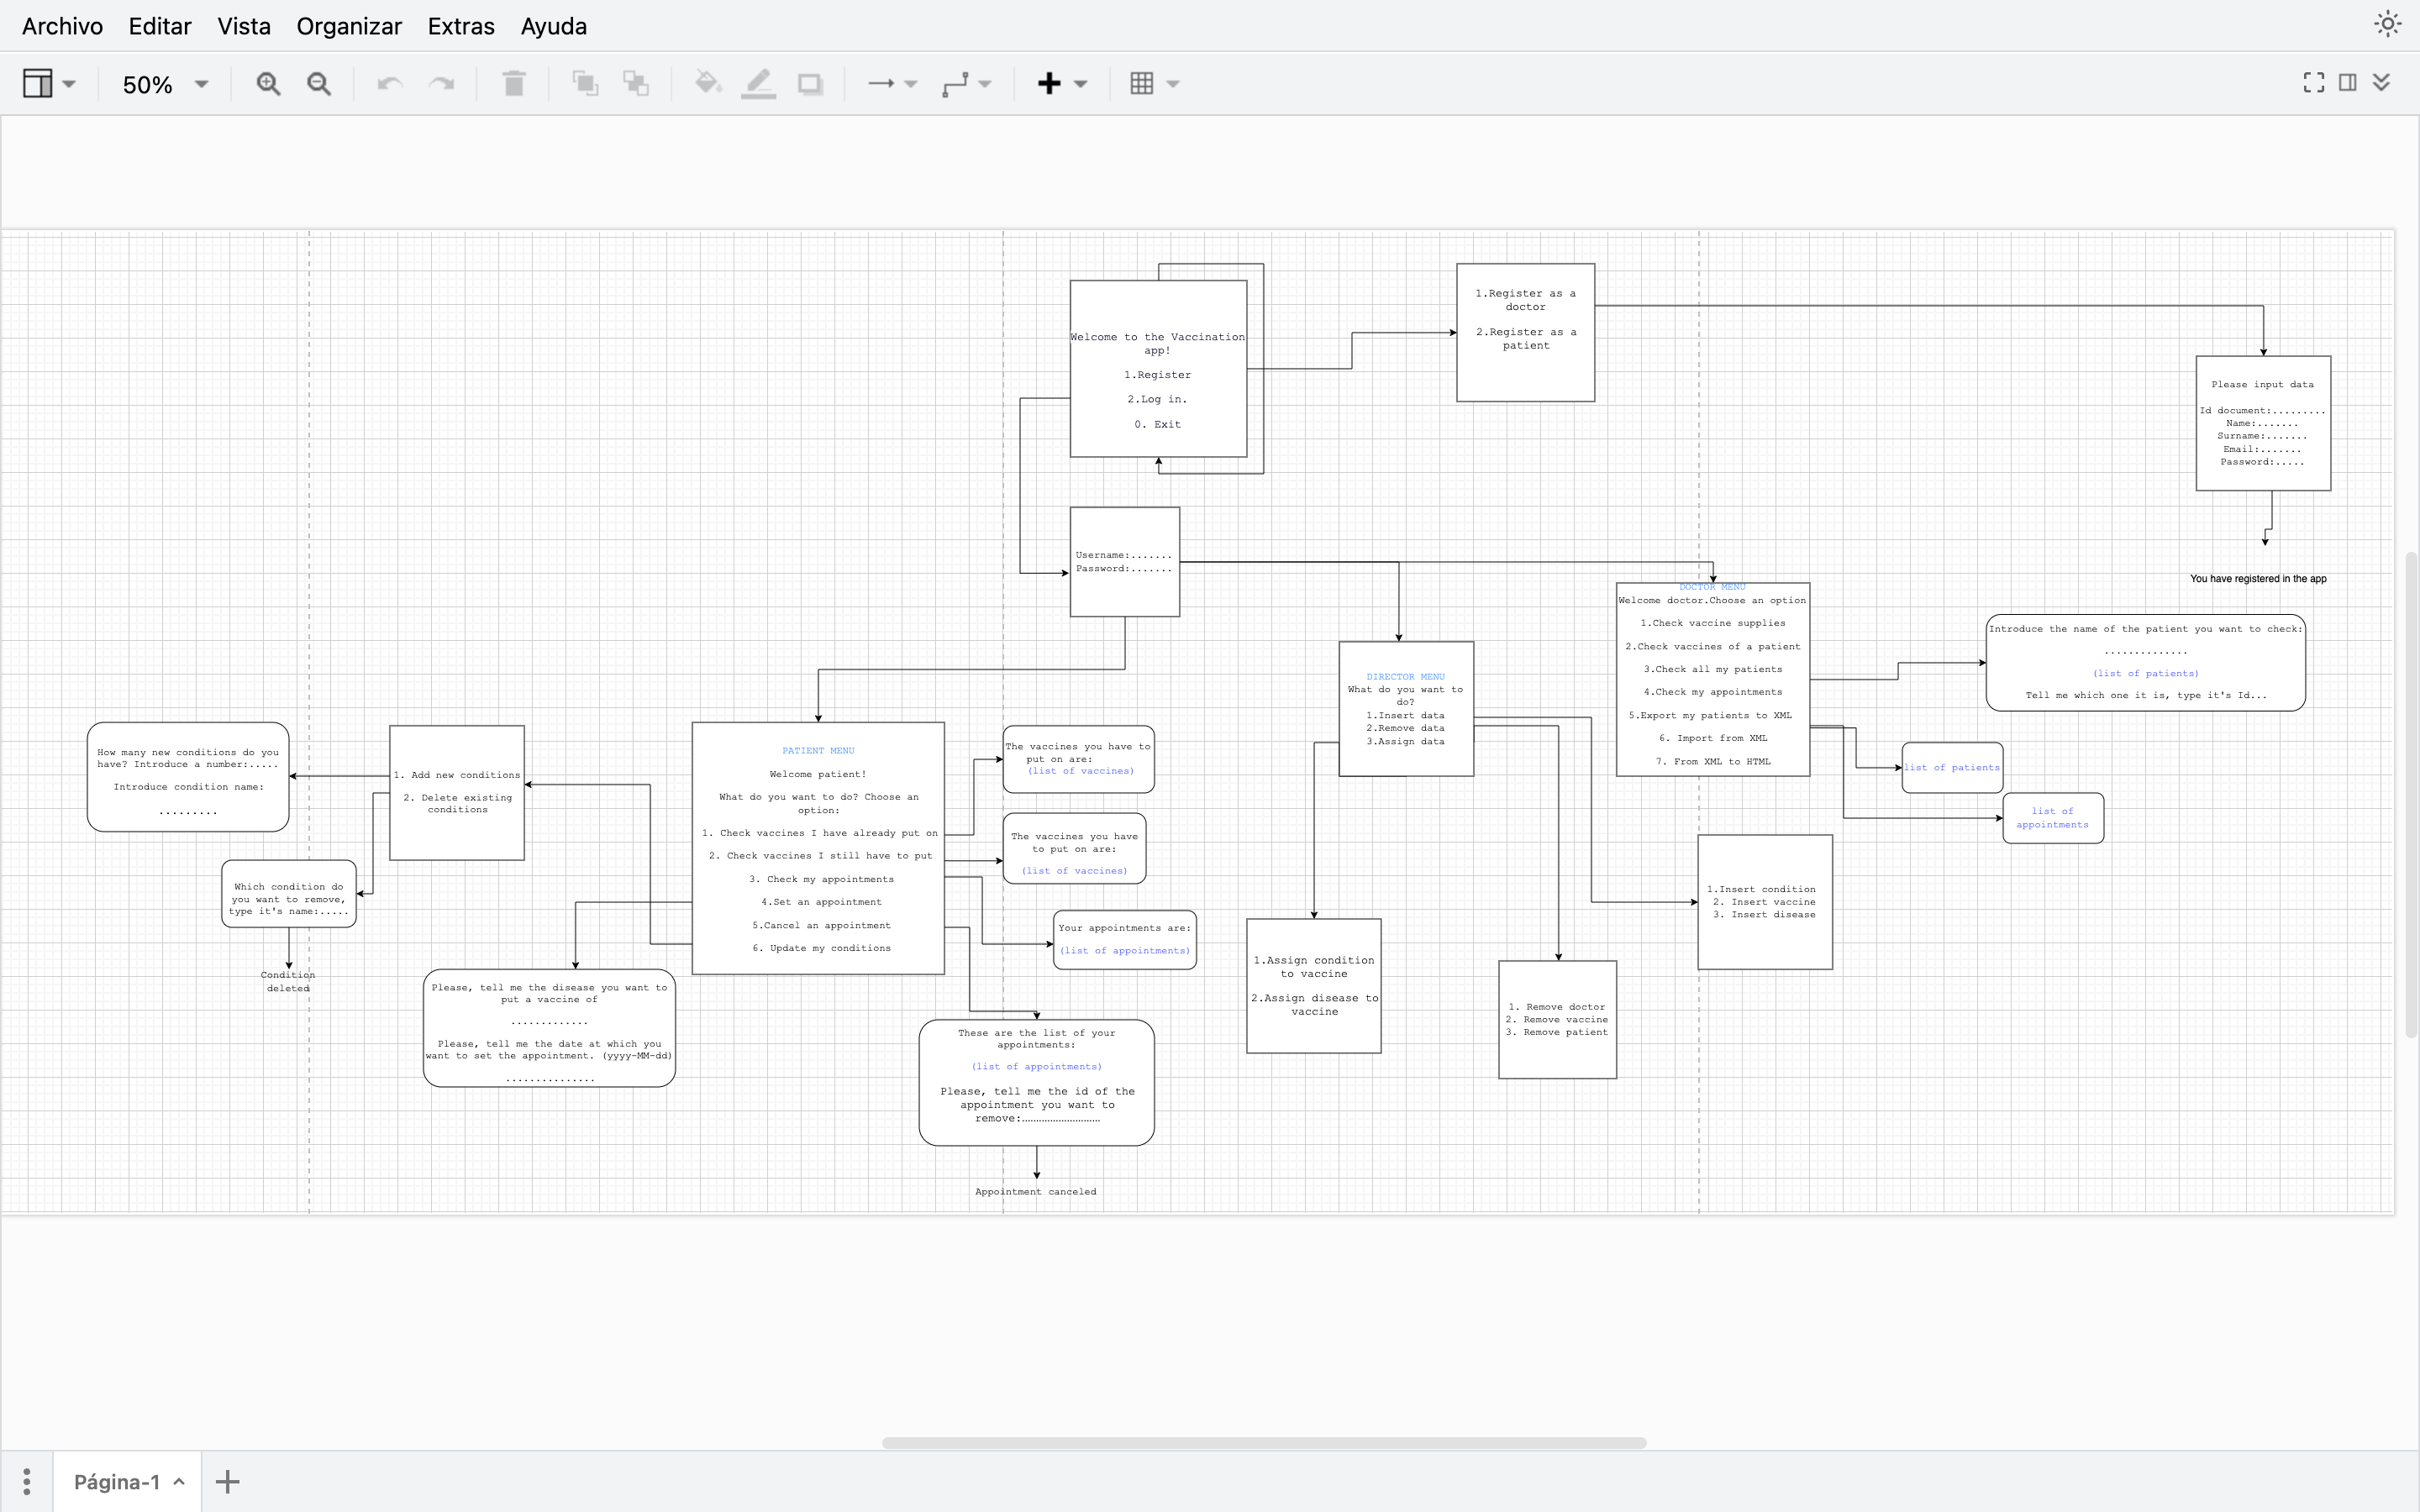 Archivo Editar Vista Organizar Extras Ayuda
50%
Welcome to the Vaccination
app!
1.Register
2.Log in.
0. Exit
1.Register as a
doctor
2.Register as a
patient
Please input data
Id document:.........
Name:.......
Surname:.......
Email:.......
Password:.....
You have registered in the app
Username:.......
Password:.......
DOCTOR MENU
Welcome doctor.Choose an option
1.Check vaccine supplies
2.Check vaccines of a patient
3.Check all my patients
4.Check my appointments
5.Export my patients to XML
6. Import from XML
7. From XML to HTML
Introduce the name of the patient you want to check:
..............
(list of patients)
Tell me which one it is, type it's Id...
list of patients
list of
appointments
DIRECTOR MENU
What do you want to
do?
1.Insert data
2.Remove data
3.Assign data
1.Insert condition
2. Insert vaccine
3. Insert disease
1. Remove doctor
2. Remove vaccine
3. Remove patient
1.Assign condition
to vaccine
2.Assign disease to
vaccine
PATIENT MENU
Welcome patient!
What do you want to do? Choose an
option:
1. Check vaccines I have already put on
2. Check vaccines I still have to put
3. Check my appointments
4.Set an appointment
5.Cancel an appointment
6. Update my conditions
The vaccines you have to
put on are:
(list of vaccines)
The vaccines you have
to put on are:
(list of vaccines)
Your appointments are:
(list of appointments)
These are the list of your
appointments:
(list of appointments)
Please, tell me the id of the
appointment you want to
remove:...........................
Appointment canceled
Please, tell me the disease you want to
put a vaccine of
.............
Please, tell me the date at which you
want to set the appointment. (yyyy-MM-dd)
...............
1. Add new conditions
2. Delete existing
conditions
How many new conditions do you
have? Introduce a number:.....
Introduce condition name:
.........
Which condition do
you want to remove,
type it's name:.....
Condition
deleted
Página-1